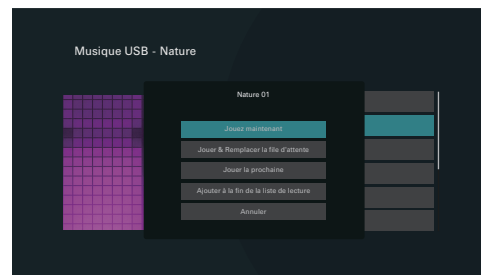 Musique USB - Nature
Nature 01
Jouez maintenant
Jouer & Remplacer la file d'attente
Jouer la prochaine
Ajouter à la fin de la liste de lecture
Annuler